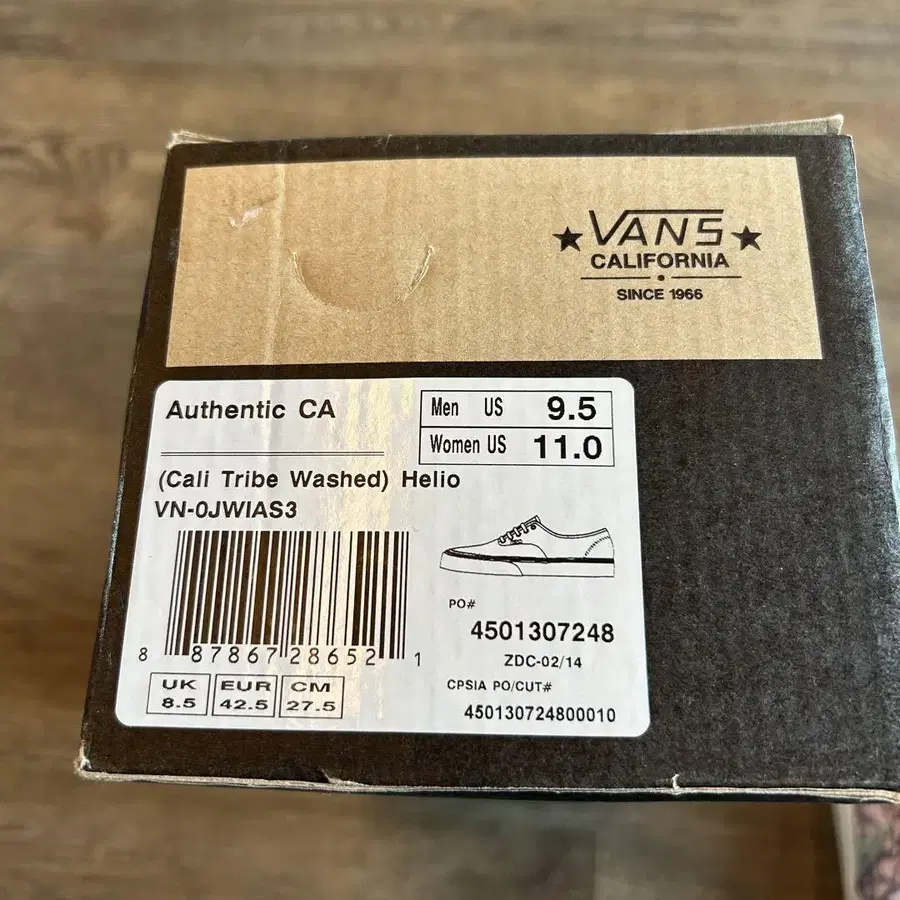 VANS
CALIFORNIA
SINCE 1966
Authentic CA
Men US 9.5
Women US 11.0
(Cali Tribe Washed) Helio
VN-0JWIAS3
8 87867 28652 1
UK 8.5
EUR 42.5
CM 27.5
PO#
4501307248
ZDC-02/14
CPSIA PO/CUT#
450130724800010